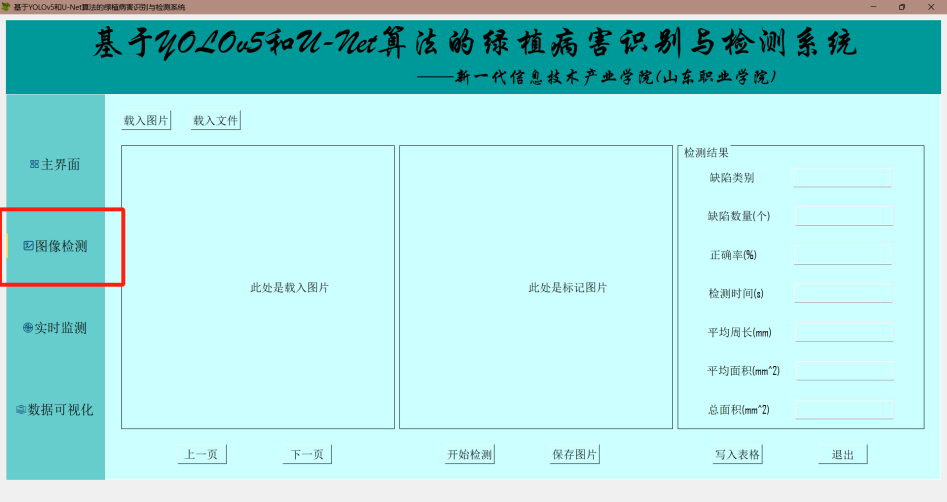 基于YOLOv5和U-Net算法的绿植病害识别与检测系统
基于YOLOv5和U-Net算法的绿植病害识别与检测系统
——新一代信息技术产业学院(山东职业学院)
主界面
图像检测
实时监测
数据可视化
载入图片 载入文件
此处是载入图片
此处是标记图片
检测结果
缺陷类别
缺陷数量(个)
正确率(%)
检测时间(s)
平均周长(mm)
平均面积(mm^2)
总面积(mm^2)
上一页 下一页 开始检测 保存图片 写入表格 退出